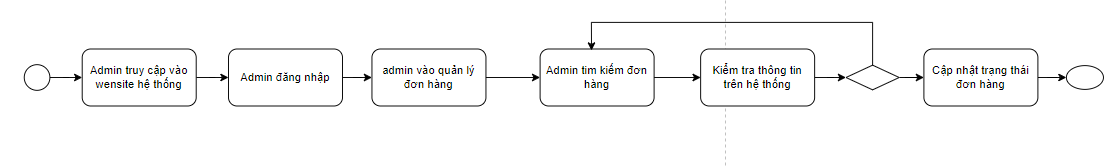 Admin truy cập vào
wensite hệ thống
Admin đăng nhập
admin vào quản lý
đơn hàng
Admin tìm kiếm đơn
hàng
Kiểm tra thông tin
trên hệ thống
Cập nhật trạng thái
đơn hàng